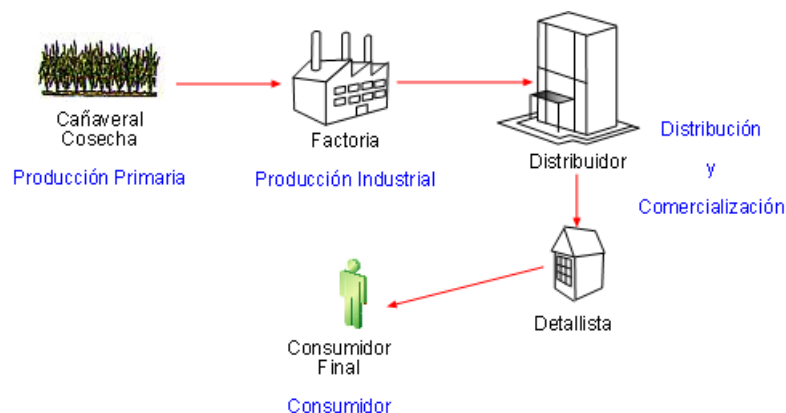 Cañaveral
Cosecha
Producción Primaria
Factoria
Producción Industrial
Distribuidor
Distribución
y
Comercialización
Detallista
Consumidor
Final
Consumidor